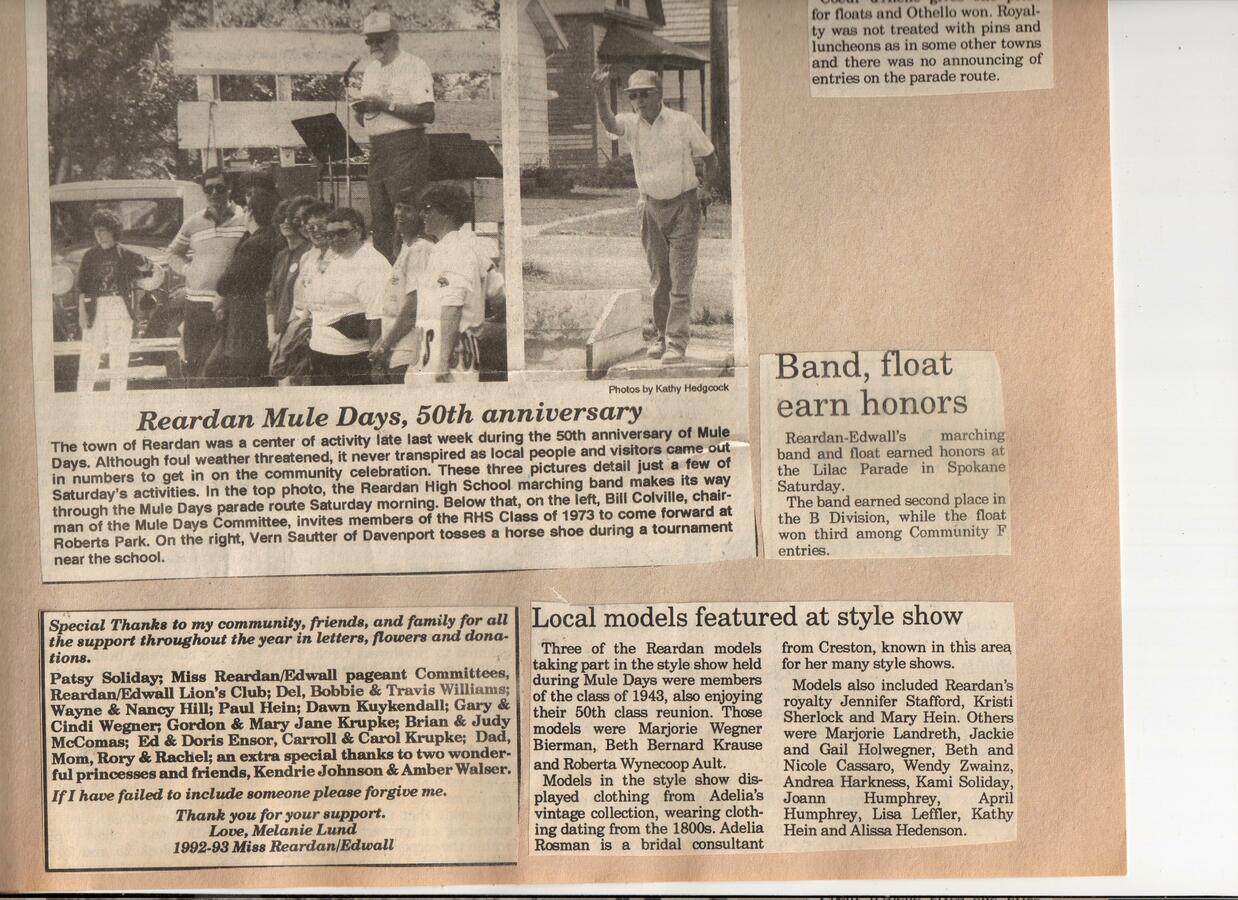 for floats and Othello won. Royal-
ty was not treated with pins and
luncheons as in some other towns
and there was no announcing of
entries on the parade route.
Photos by Kathy Hedgcock
Reardan Mule Days, 50th anniversary
The town of Reardan was a center of activity late last week during the 50th anniversary of Mule
Days. Although foul weather threatened, it never transpired as local people and visitors came out
in numbers to get in on the community celebration. These three pictures detail just a few of
Saturday's activities. In the top photo, the Reardan High School marching band makes its way
through the Mule Days parade route Saturday morning. Below that, on the left, Bill Colville, chair-
man of the Mule Days Committee, invites members of the RHS Class of 1973 to come forward at
Roberts Park. On the right, Vern Sautter of Davenport tosses a horse shoe during a tournament
near the school.
Band, float
earn honors
Reardan-Edwall's marching
band and float earned honors at
the Lilac Parade in Spokane
Saturday.
The band earned second place in
the B Division, while the float
won third among Community F
entries.
Special Thanks to my community, friends, and family for all
the support throughout the year in letters, flowers and dona-
tions.
Patsy Soliday; Miss Reardan/Edwall pageant Committees,
Reardan/Edwall Lion's Club; Del, Bobbie & Travis Williams;
Wayne & Nancy Hill; Paul Hein; Dawn Kuykendall; Gary &
Cindi Wegner; Gordon & Mary Jane Krupke; Brian & Judy
McComas; Ed & Doris Ensor, Carroll & Carol Krupke; Dad,
Mom, Rory & Rachel; an extra special thanks to two wonder-
ful princesses and friends, Kendrie Johnson & Amber Walser.
If I have failed to include someone please forgive me.
Thank you for your support.
Love, Melanie Lund
1992-93 Miss Reardan/Edwall
Local models featured at style show
Three of the Reardan models
taking part in the style show held
during Mule Days were members
of the class of 1943, also enjoying
their 50th class reunion. Those
models were Marjorie Wegner
Bierman, Beth Bernard Krause
and Roberta Wynecoop Ault.
Models in the style show dis-
played clothing from Adelia's
vintage collection, wearing cloth-
ing dating from the 1800s. Adelia
Rosman is a bridal consultant
from Creston, known in this area
for her many style shows.
Models also included Reardan's
royalty Jennifer Stafford, Kristi
Sherlock and Mary Hein. Others
were Marjorie Landreth, Jackie
and Gail Holwegner, Beth and
Nicole Cassaro, Wendy Zwainz,
Andrea Harkness, Kami Soliday,
Joann Humphrey, April
Humphrey, Lisa Leffler, Kathy
Hein and Alissa Hedenson.